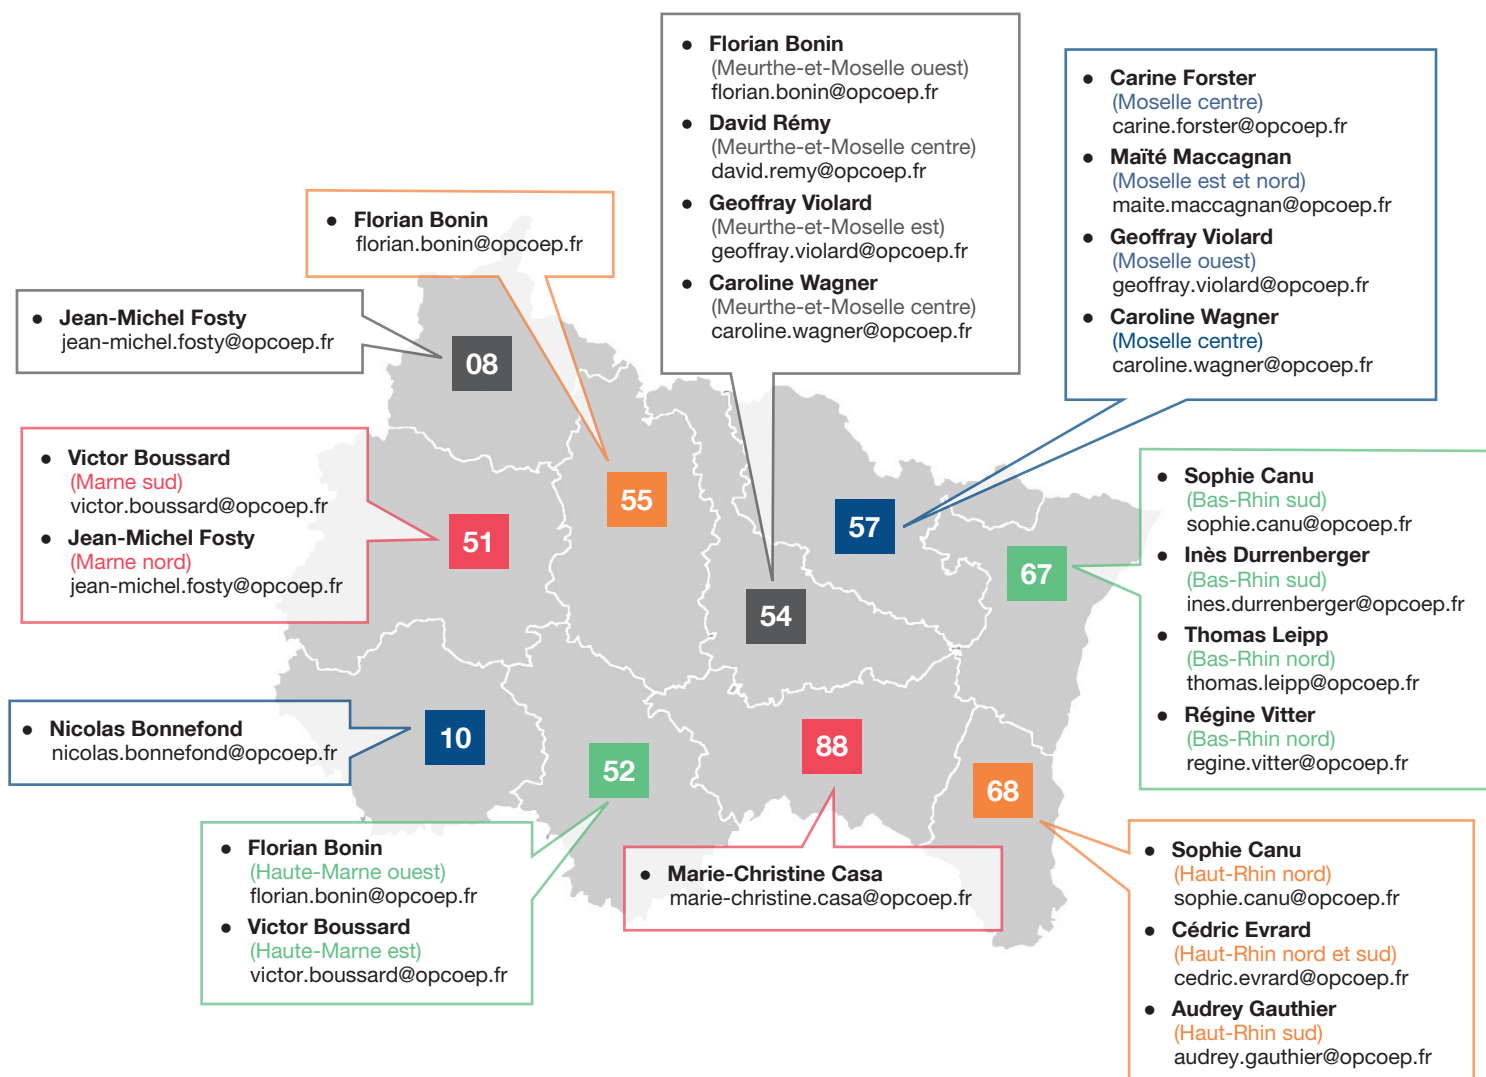 ● Florian Bonin
(Meurthe-et-Moselle ouest)
florian.bonin@opcoep.fr
● David Rémy
(Meurthe-et-Moselle centre)
david.remy@opcoep.fr
● Geoffray Violard
(Meurthe-et-Moselle est)
geoffray.violard@opcoep.fr
● Caroline Wagner
(Meurthe-et-Moselle centre)
caroline.wagner@opcoep.fr
● Carine Forster
(Moselle centre)
carine.forster@opcoep.fr
● Maïté Maccagnan
(Moselle est et nord)
maite.maccagnan@opcoep.fr
● Geoffray Violard
(Moselle ouest)
geoffray.violard@opcoep.fr
● Caroline Wagner
(Moselle centre)
caroline.wagner@opcoep.fr
● Florian Bonin
florian.bonin@opcoep.fr
● Jean-Michel Fosty
jean-michel.fosty@opcoep.fr
08
● Victor Boussard
(Marne sud)
victor.boussard@opcoep.fr
● Jean-Michel Fosty
(Marne nord)
jean-michel.fosty@opcoep.fr
51
55
57
54
67
● Sophie Canu
(Bas-Rhin sud)
sophie.canu@opcoep.fr
● Inès Durrenberger
(Bas-Rhin sud)
ines.durrenberger@opcoep.fr
● Thomas Leipp
(Bas-Rhin nord)
thomas.leipp@opcoep.fr
● Régine Vitter
(Bas-Rhin nord)
regine.vitter@opcoep.fr
● Nicolas Bonnefond
nicolas.bonnefond@opcoep.fr
10
52
88
68
● Florian Bonin
(Haute-Marne ouest)
florian.bonin@opcoep.fr
● Victor Boussard
(Haute-Marne est)
victor.boussard@opcoep.fr
● Marie-Christine Casa
marie-christine.casa@opcoep.fr
● Sophie Canu
(Haut-Rhin nord)
sophie.canu@opcoep.fr
● Cédric Evrard
(Haut-Rhin nord et sud)
cedric.evrard@opcoep.fr
● Audrey Gauthier
(Haut-Rhin sud)
audrey.gauthier@opcoep.fr